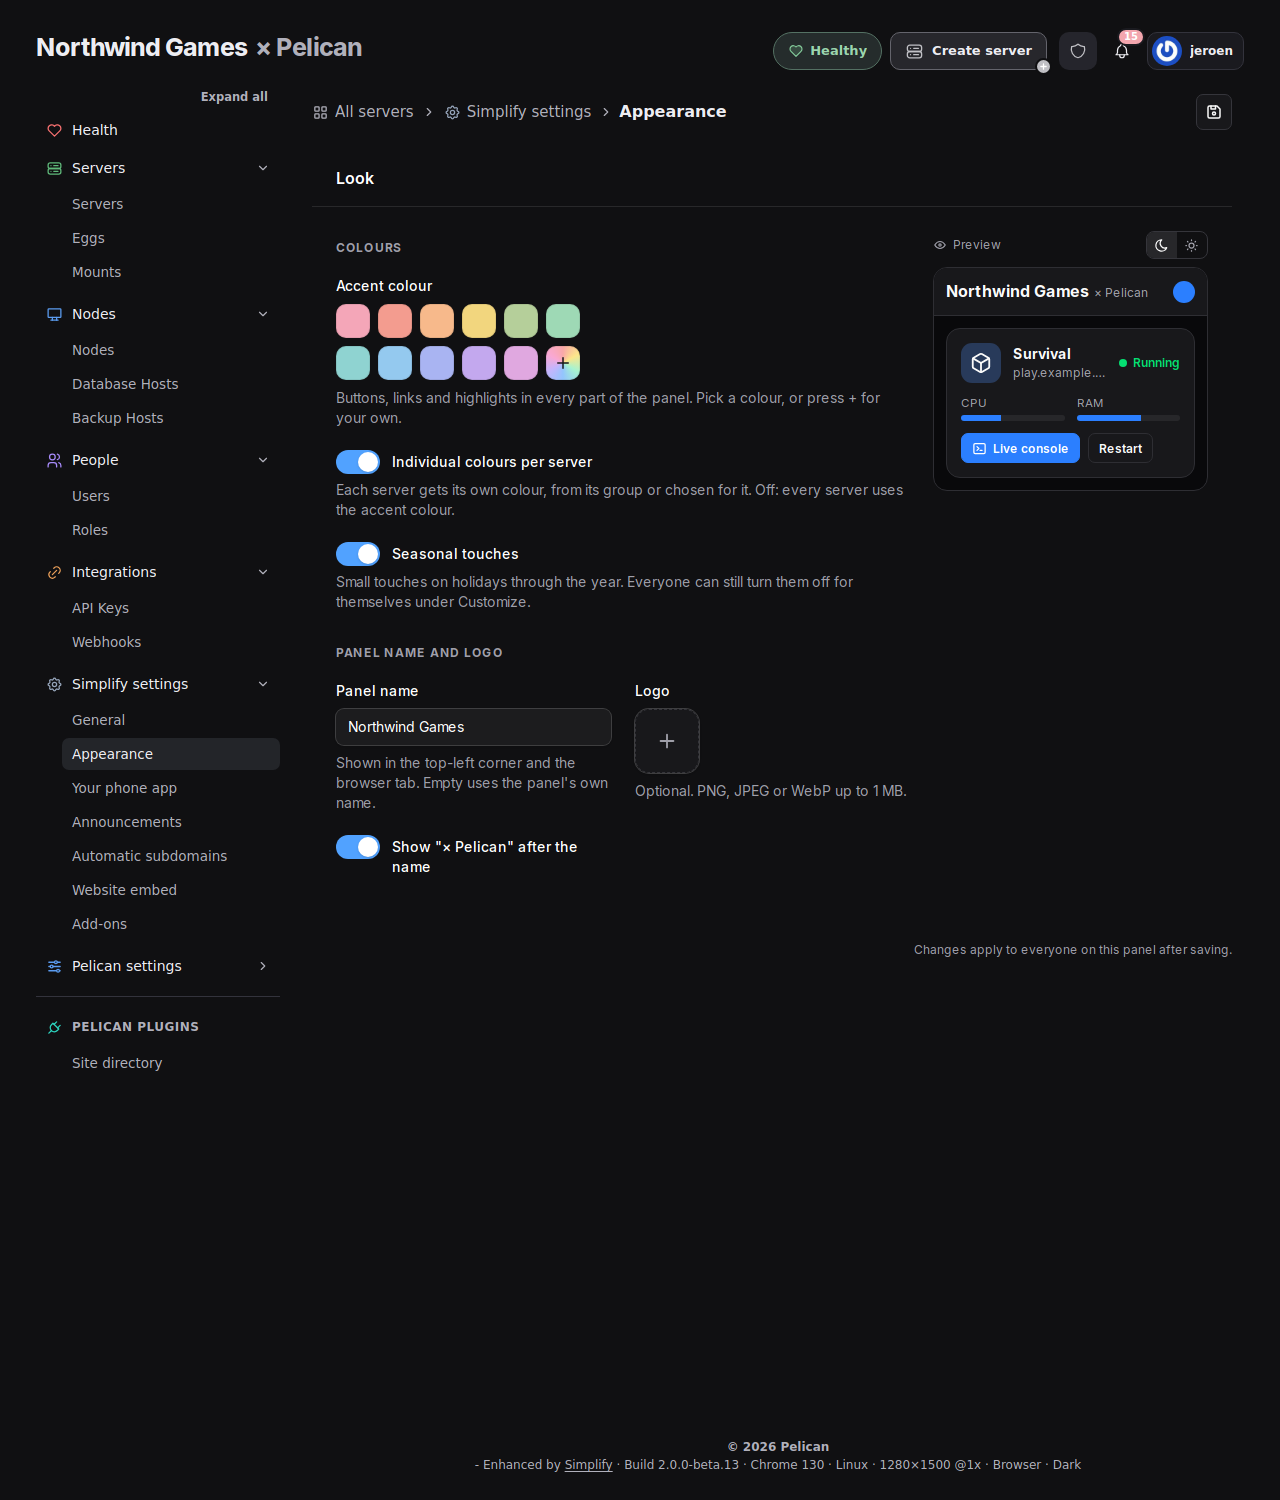 Northwind Games × Pelican
Healthy
Create server
15
jeroen
Expand all
Health
Servers
Servers
Eggs
Mounts
Nodes
Nodes
Database Hosts
Backup Hosts
People
Users
Roles
Integrations
API Keys
Webhooks
Simplify settings
General
Appearance
Your phone app
Announcements
Automatic subdomains
Website embed
Add-ons
Pelican settings
PELICAN PLUGINS
Site directory
All servers > Simplify settings > Appearance
Look
COLOURS
Accent colour
Buttons, links and highlights in every part of the panel. Pick a colour, or press + for
your own.
Individual colours per server
Each server gets its own colour, from its group or chosen for it. Off: every server uses
the accent colour.
Seasonal touches
Small touches on holidays through the year. Everyone can still turn them off for
themselves under Customize.
PANEL NAME AND LOGO
Panel name
Northwind Games
Shown in the top-left corner and the
browser tab. Empty uses the panel's own
name.
Show "× Pelican" after the
name
Logo
Optional. PNG, JPEG or WebP up to 1 MB.
Preview
Northwind Games × Pelican
Survival
play.example....
Running
CPU
RAM
Live console
Restart
Changes apply to everyone on this panel after saving.
© 2026 Pelican
- Enhanced by Simplify · Build 2.0.0-beta.13 · Chrome 130 · Linux · 1280×1500 @1x · Browser · Dark